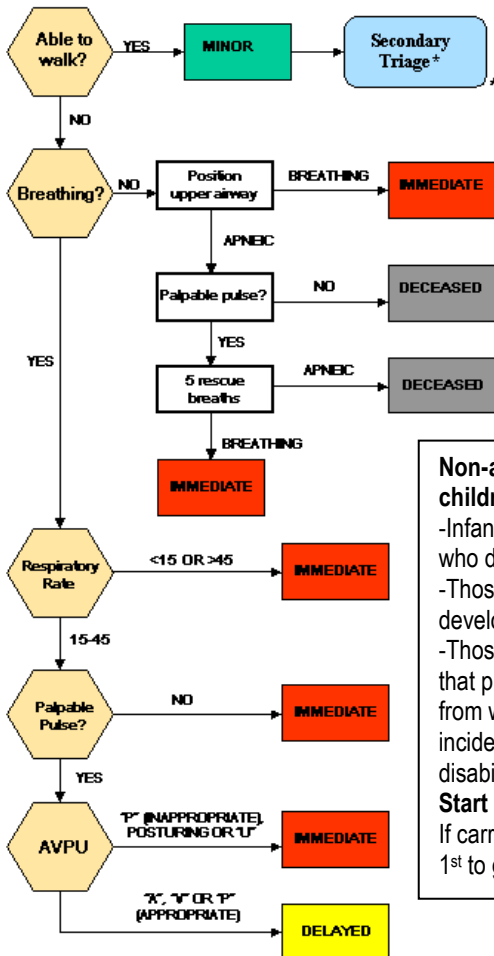 Able to
walk?
YES
MINOR
Secondary
Triage*
NO
Breathing?
NO
Position
upper airway
BREATHING
IMMEDIATE
APNEIC
Palpable pulse?
NO
DECEASED
YES
5 rescue
breaths
APNEIC
DECEASED
BREATHING
IMMEDIATE
YES
Respiratory
Rate
<15 OR >45
IMMEDIATE
15-45
Palpable
Pulse?
NO
IMMEDIATE
YES
AVPU
"P" (INAPPROPRIATE),
POSTURING OR "U"
IMMEDIATE
"A", "V" OR "P"
(APPROPRIATE)
DELAYED
Non-a
childr
-Infan
who d
-Thos
develo
-Thos
that p
from w
incide
disabi
Start
If carr
1st to g